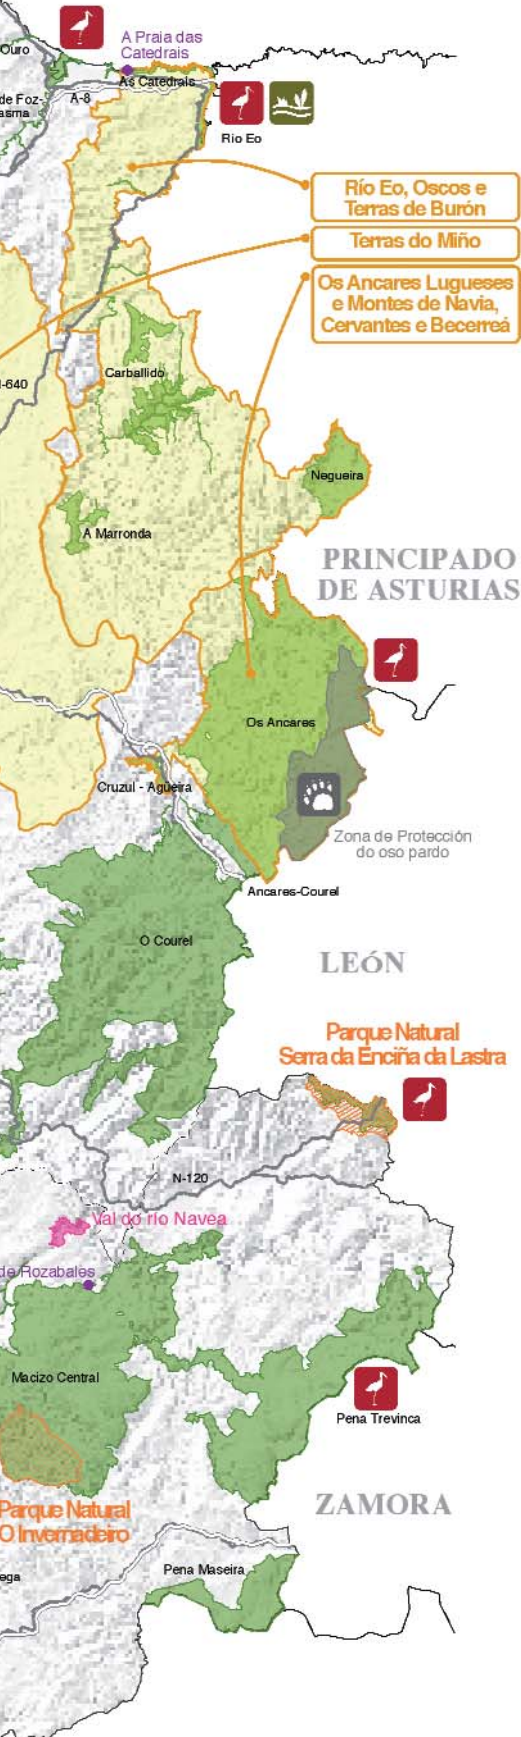 A Praia das
Catedrais
Ouro
As Catedrais
de Foz-
asma
A-8
Rio Eo
Río Eo, Oscos e
Terras de Burón
Terras do Miño
Os Ancares Lugueses
e Montes de Navia,
Cervantes e Becerreá
Carballido
-640
Negueira
A Marronda
PRINCIPADO
DE ASTURIAS
Os Ancares
Cruzul - Agüeira
Zona de Protección
do oso pardo
Ancares-Courel
O Courel
LEÓN
Parque Natural
Serra da Enciña da Lastra
N-120
Val do río Navea
de Rozabales
Macizo Central
Pena Trevinca
ZAMORA
Parque Natural
O Invernadeiro
Pena Maseira
ega